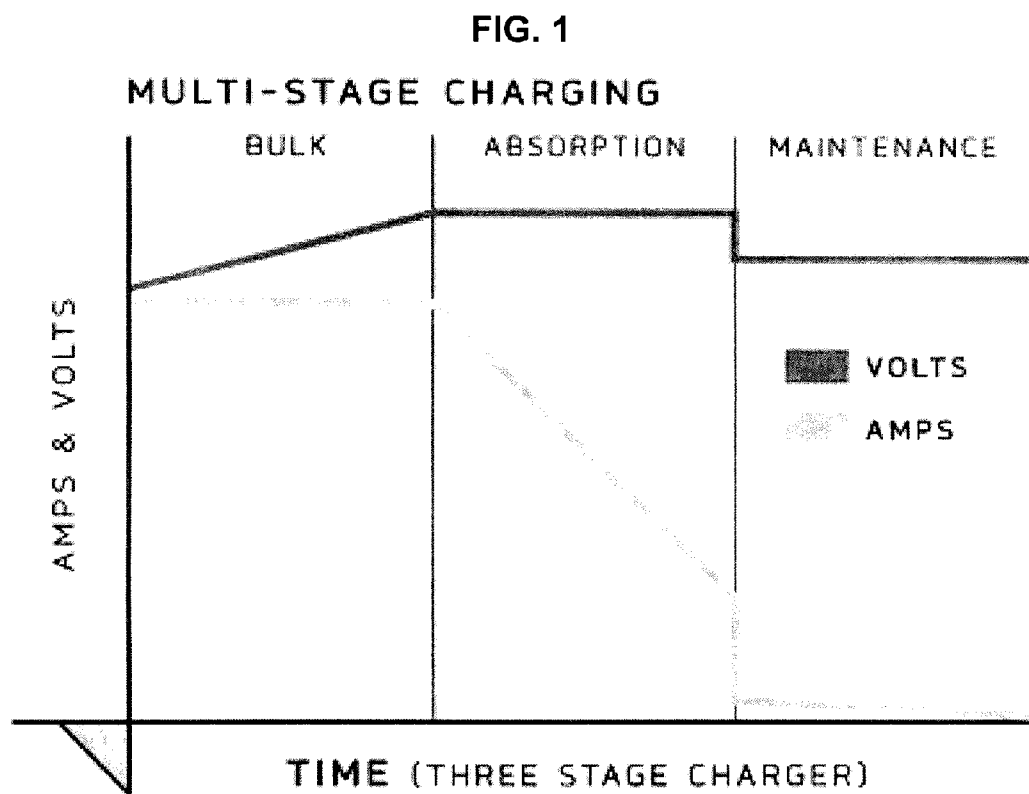 FIG. 1
MULTI-STAGE CHARGING
BULK
ABSORPTION
MAINTENANCE
AMPS & VOLTS
VOLTS
AMPS
TIME (THREE STAGE CHARGER)